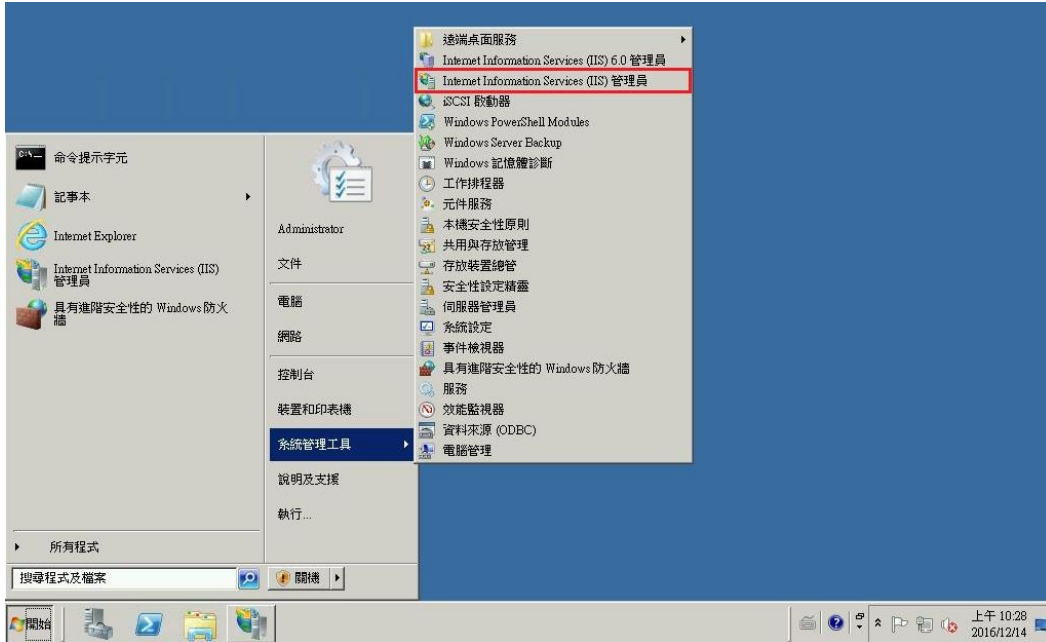 遠端桌面服務
Internet Information Services (IIS) 6.0 管理員
Internet Information Services (IIS) 管理員
iSCSI 啟動器
Windows PowerShell Modules
Windows Server Backup
Windows 記憶體診斷
工作排程器
元件服務
本機安全性原則
共用與存放管理
存放裝置總管
安全性設定精靈
伺服器管理員
系統設定
事件檢視器
具有進階安全性的 Windows 防火牆
服務
效能監視器
資料來源 (ODBC)
電腦管理
命令提示字元
記事本
Internet Explorer
Internet Information Services (IIS)
管理員
具有進階安全性的 Windows 防火
牆
所有程式
搜尋程式及檔案
Administrator
文件
電腦
網路
控制台
裝置和印表機
系統管理工具
說明及支援
執行...
關機
開始
上午 10:28
2016/12/14